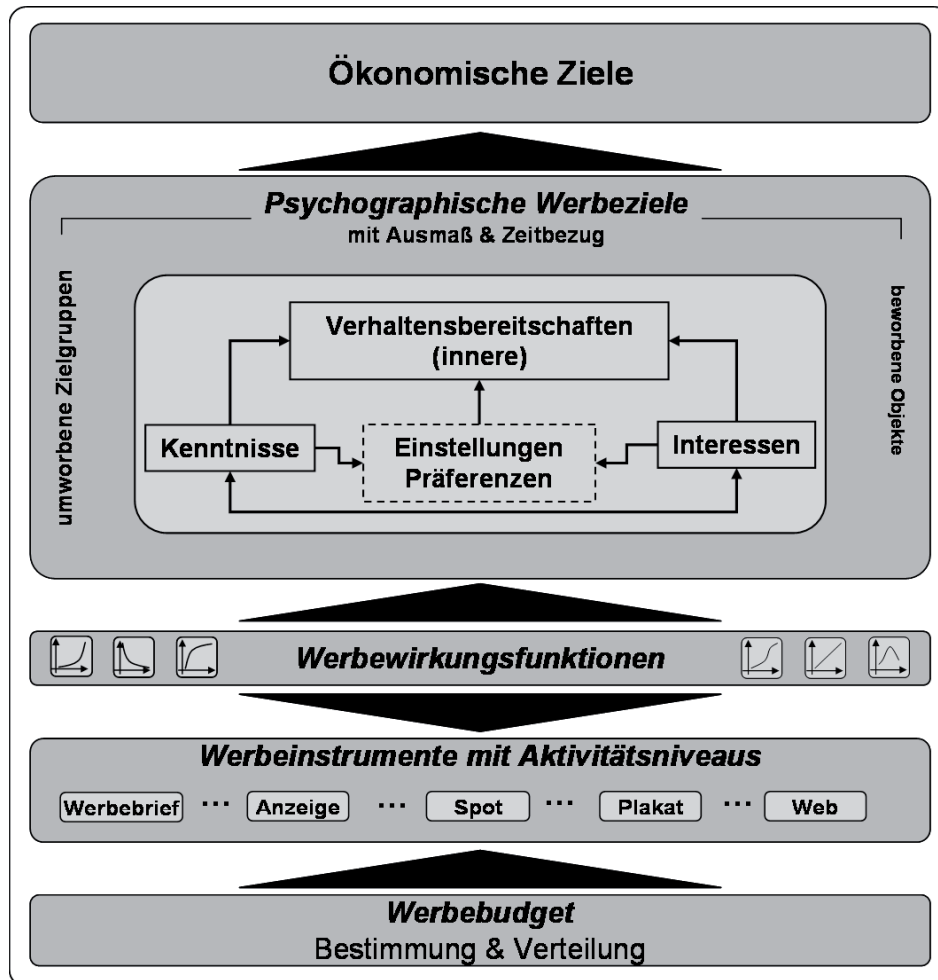 Ökonomische Ziele
Psychographische Werbeziele
mit Ausmaß & Zeitbezug
umworbene Zielgruppen
beworbene Objekte
Verhaltensbereitschaften
(innere)
Kenntnisse
Einstellungen
Präferenzen
Interessen
Werbewirkungsfunktionen
Werbeinstrumente mit Aktivitätsniveaus
Werbebrief ... Anzeige ... Spot ... Plakat ... Web
Werbebudget
Bestimmung & Verteilung